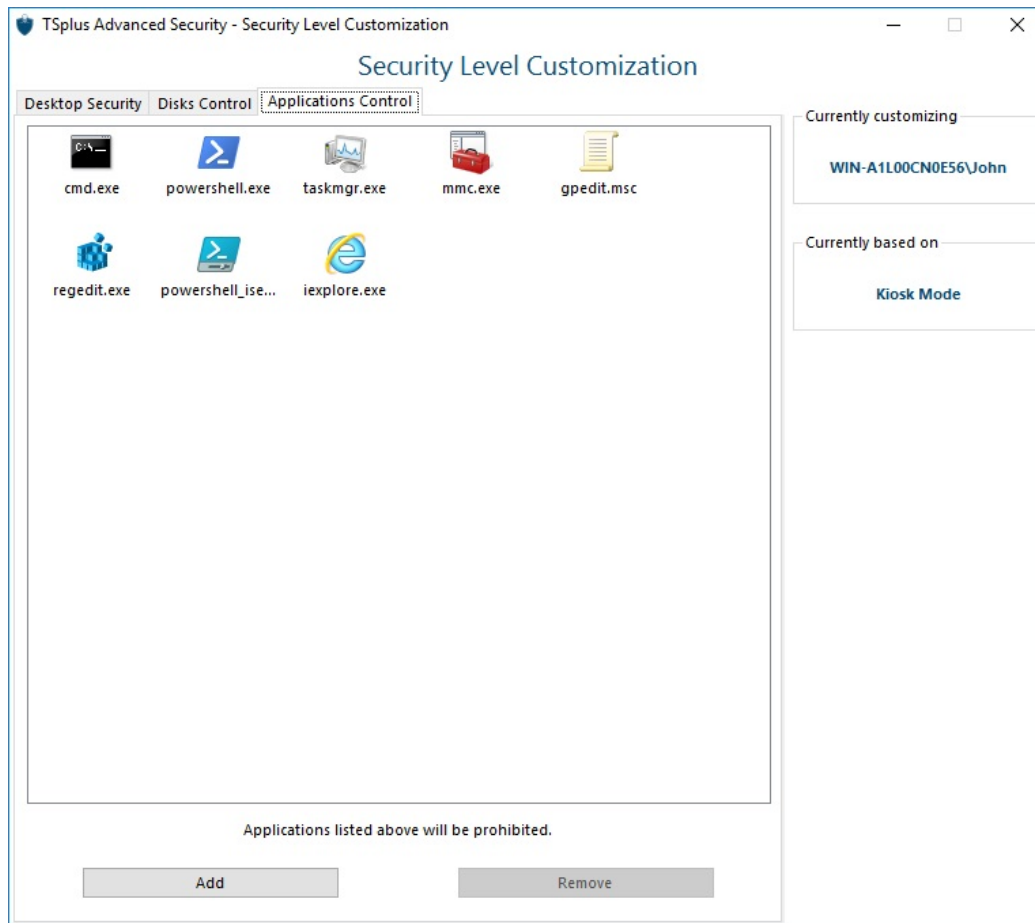 TSplus Advanced Security - Security Level Customization
Security Level Customization
Desktop Security Disks Control Applications Control
Currently customizing
WIN-A1L00CN0E56\John
Currently based on
Kiosk Mode
C:\_
cmd.exe powershell.exe taskmgr.exe mmc.exe gpedit.msc
regedit.exe powershell_ise... iexplore.exe
Applications listed above will be prohibited.
Add Remove